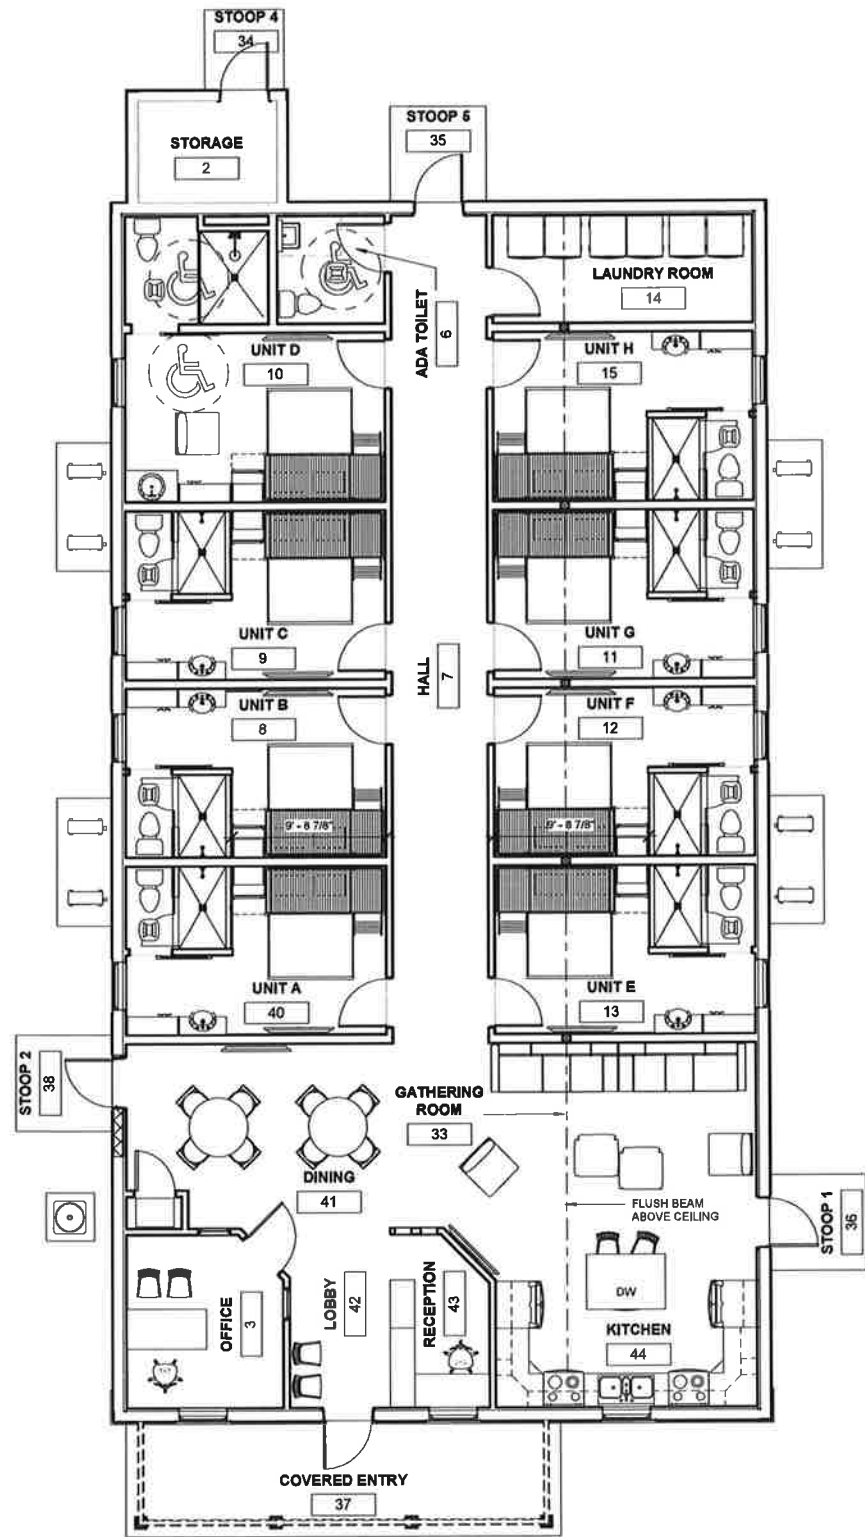 STOOP 4
34
STORAGE
2
STOOP 5
35
LAUNDRY ROOM
14
ADA TOILET
6
UNIT D
10
UNIT H
15
UNIT C
9
UNIT G
11
HALL
7
UNIT B
8
UNIT F
12
9' - 8 7/8"
9' - 8 7/8"
UNIT A
40
UNIT E
13
STOOP 2
38
GATHERING
ROOM
33
DINING
41
FLUSH BEAM
ABOVE CEILING
STOOP 1
36
OFFICE
3
LOBBY
42
RECEPTION
43
DW
KITCHEN
44
COVERED ENTRY
37